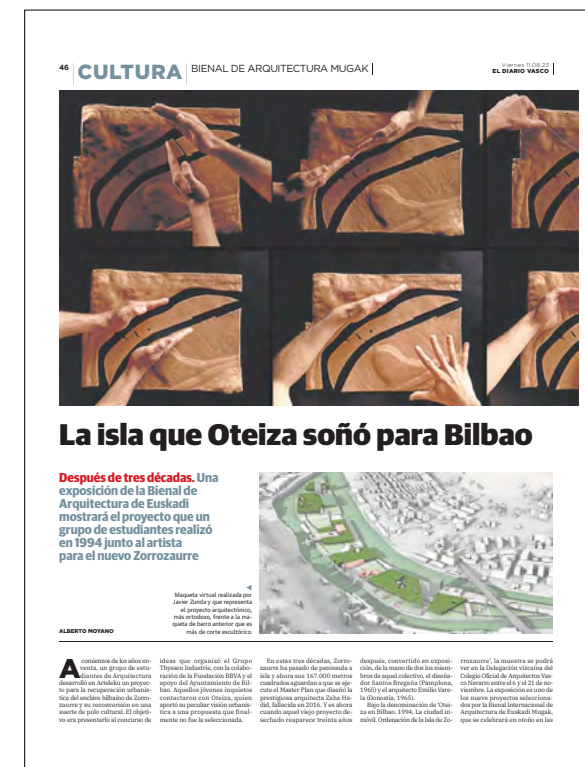 46 CULTURA BIENAL DE ARQUITECTURA MUGAK
Viernes 11.08.23
EL DIARIO VASCO
La isla que Oteiza soñó para Bilbao
Después de tres décadas. Una
exposición de la Bienal de
Arquitectura de Euskadi
mostrará el proyecto que un
grupo de estudiantes realizó
en 1994 junto al artista
para el nuevo Zorrozaurre
Maqueta virtual realizada por
Javier Zunda y que representa
el proyecto arquitectónico,
más ortodoxo, frente a la ma-
queta de barro anterior que es
más de corte escultórico.
ALBERTO MOYANO
A comienzos de los años no-
venta, un grupo de estu-
diantes de Arquitectura
desarrolló en Arteleku un proyec-
to para la recuperación urbanís-
tica del enclave bilbaíno de Zorro-
zaurre y su reconversión en una
suerte de polo cultural. El objeti-
vo era presentarlo al concurso de
ideas que organizó el Grupo
Thyssen Industrie, con la colabo-
ración de la Fundación BBVA y el
apoyo del Ayuntamiento de Bil-
bao. Aquellos jóvenes inquietos
contactaron con Oteiza, quien
aportó su peculiar visión urbanís-
tica a una propuesta que final-
mente no fue la seleccionada.
En estas tres décadas, Zorro-
zaurre ha pasado de península a
isla y ahora sus 167.000 metros
cuadrados aguardan a que se eje-
cute el Master Plan que diseñó la
prestigiosa arquitecta Zaha Ha-
did, fallecida en 2016. Y es ahora
cuando aquel viejo proyecto de-
sechado reaparece treinta años
después, convertido en exposi-
ción, de la mano de dos los miem-
bros de aquel colectivo, el diseña-
dor Santos Bregaña (Pamplona,
1965) y el arquitecto Emilio Vare-
la (Donostia, 1965).
Bajo la denominación de 'Otei-
za en Bilbao. 1994. La ciudad in-
móvil. Ordenación de la Isla de Zo-
rrozaurre', la muestra se podrá
ver en la Delegación vizcaína del
Colegio Oficial de Arquitectos Vas-
co Navarro entre el 6 y el 21 de no-
viembre. La exposición es uno de
los nueve proyectos selecciona-
dos por la Bienal Internacional de
Arquitectura de Euskadi Mugak,
que se celebrará en otoño en las